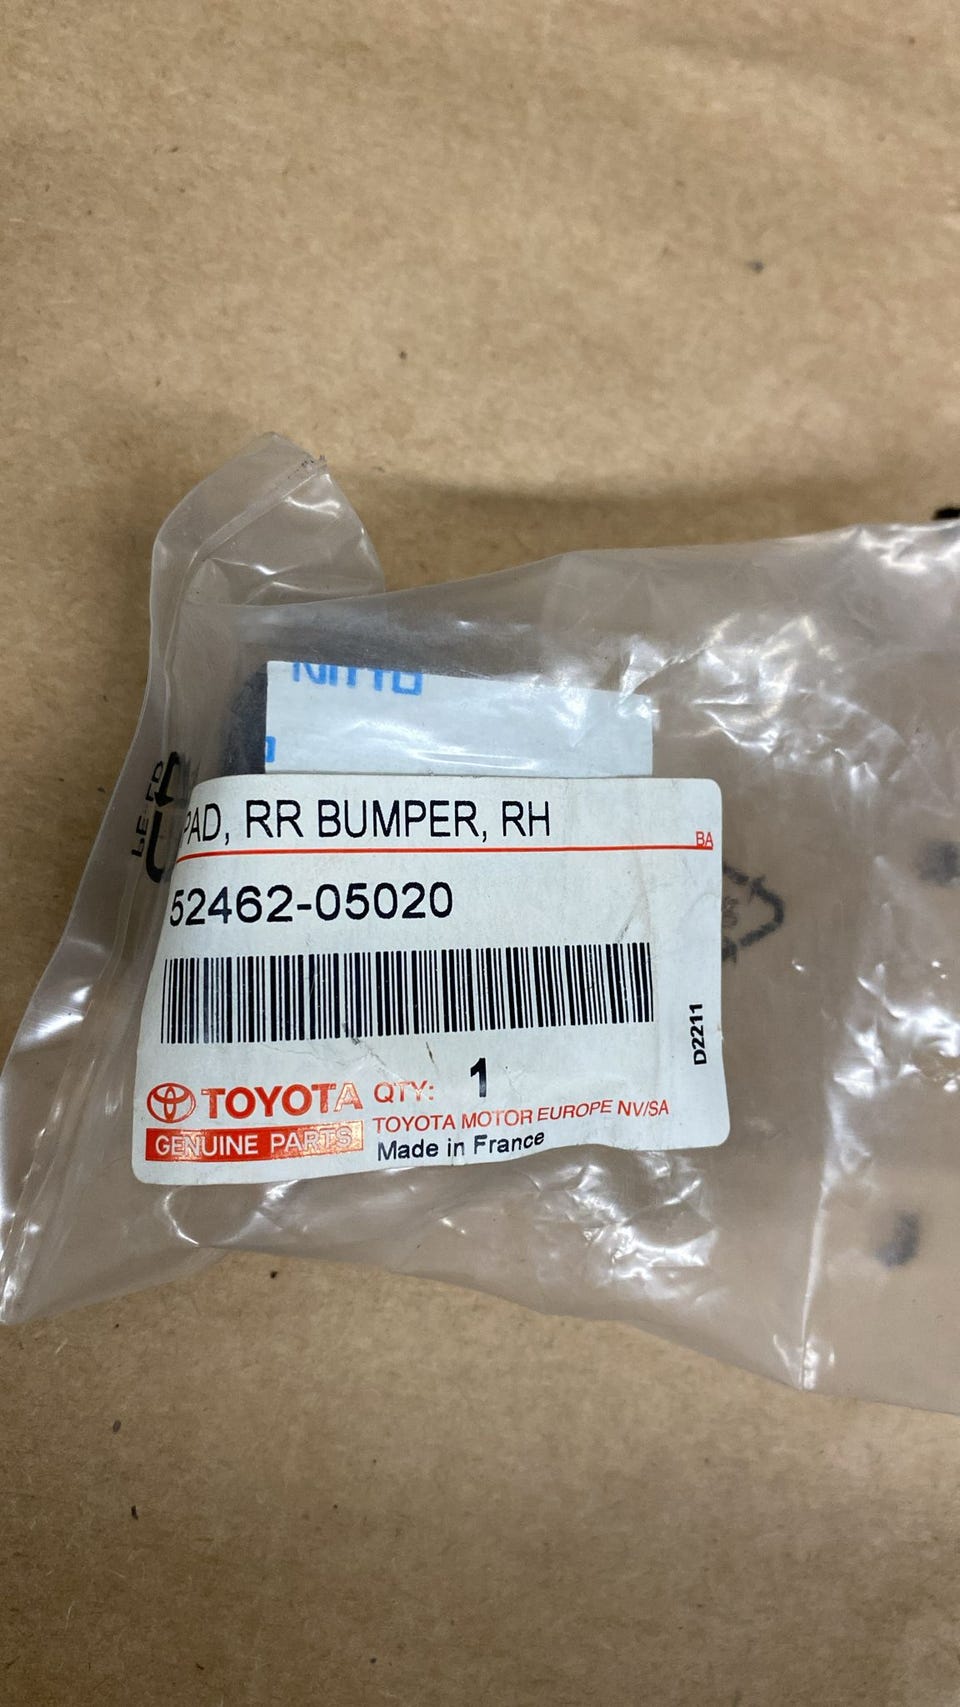 NITTO
PAD, RR BUMPER, RH
BA
52462-05020
D2211
TOYOTA QTY: 1
GENUINE PARTS
TOYOTA MOTOR EUROPE NV/SA
Made in France